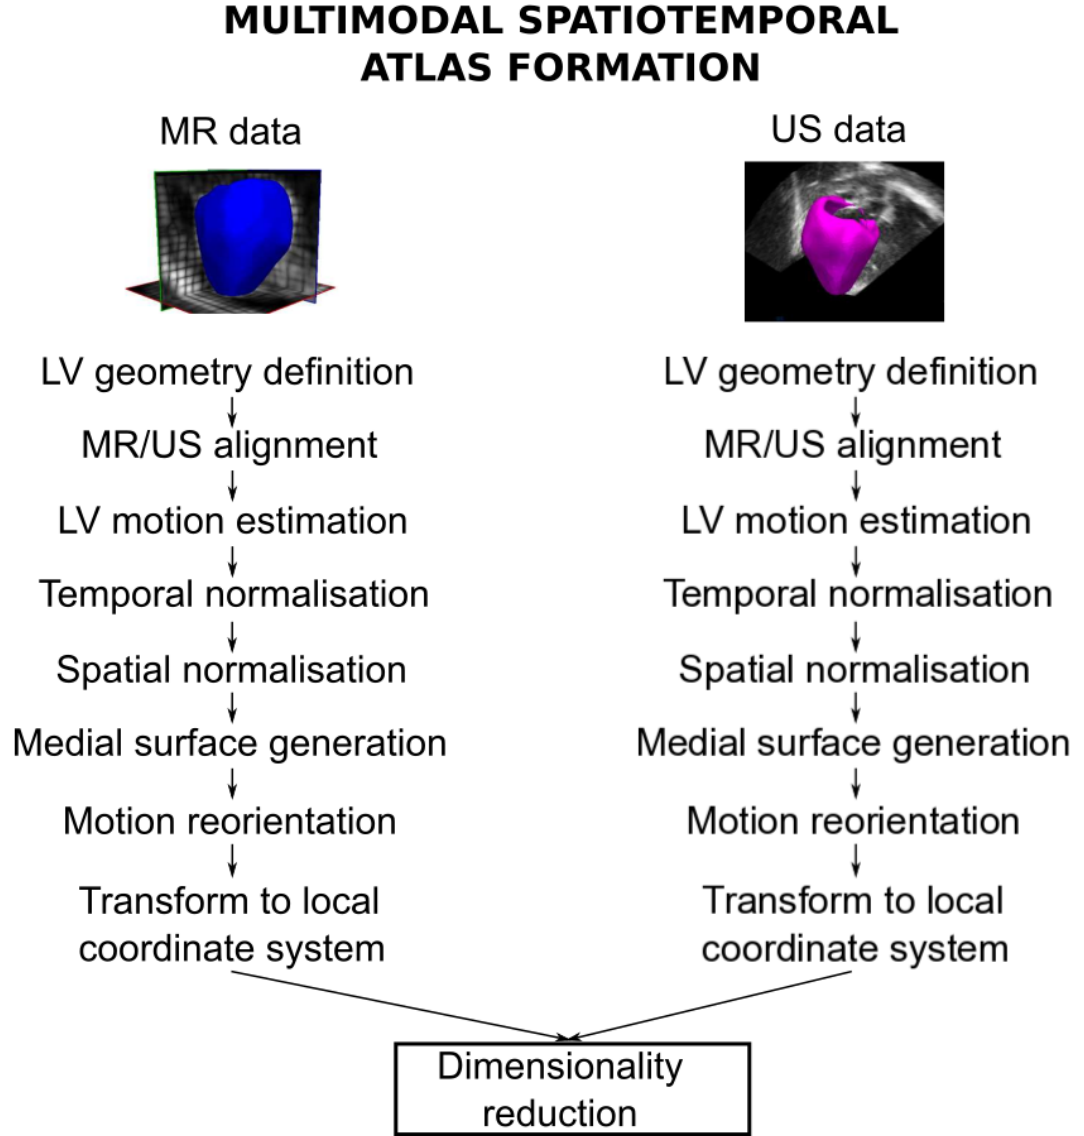 MULTIMODAL SPATIOTEMPORAL
ATLAS FORMATION
MR data
LV geometry definition
MR/US alignment
LV motion estimation
Temporal normalisation
Spatial normalisation
Medial surface generation
Motion reorientation
Transform to local
coordinate system
US data
LV geometry definition
MR/US alignment
LV motion estimation
Temporal normalisation
Spatial normalisation
Medial surface generation
Motion reorientation
Transform to local
coordinate system
Dimensionality
reduction